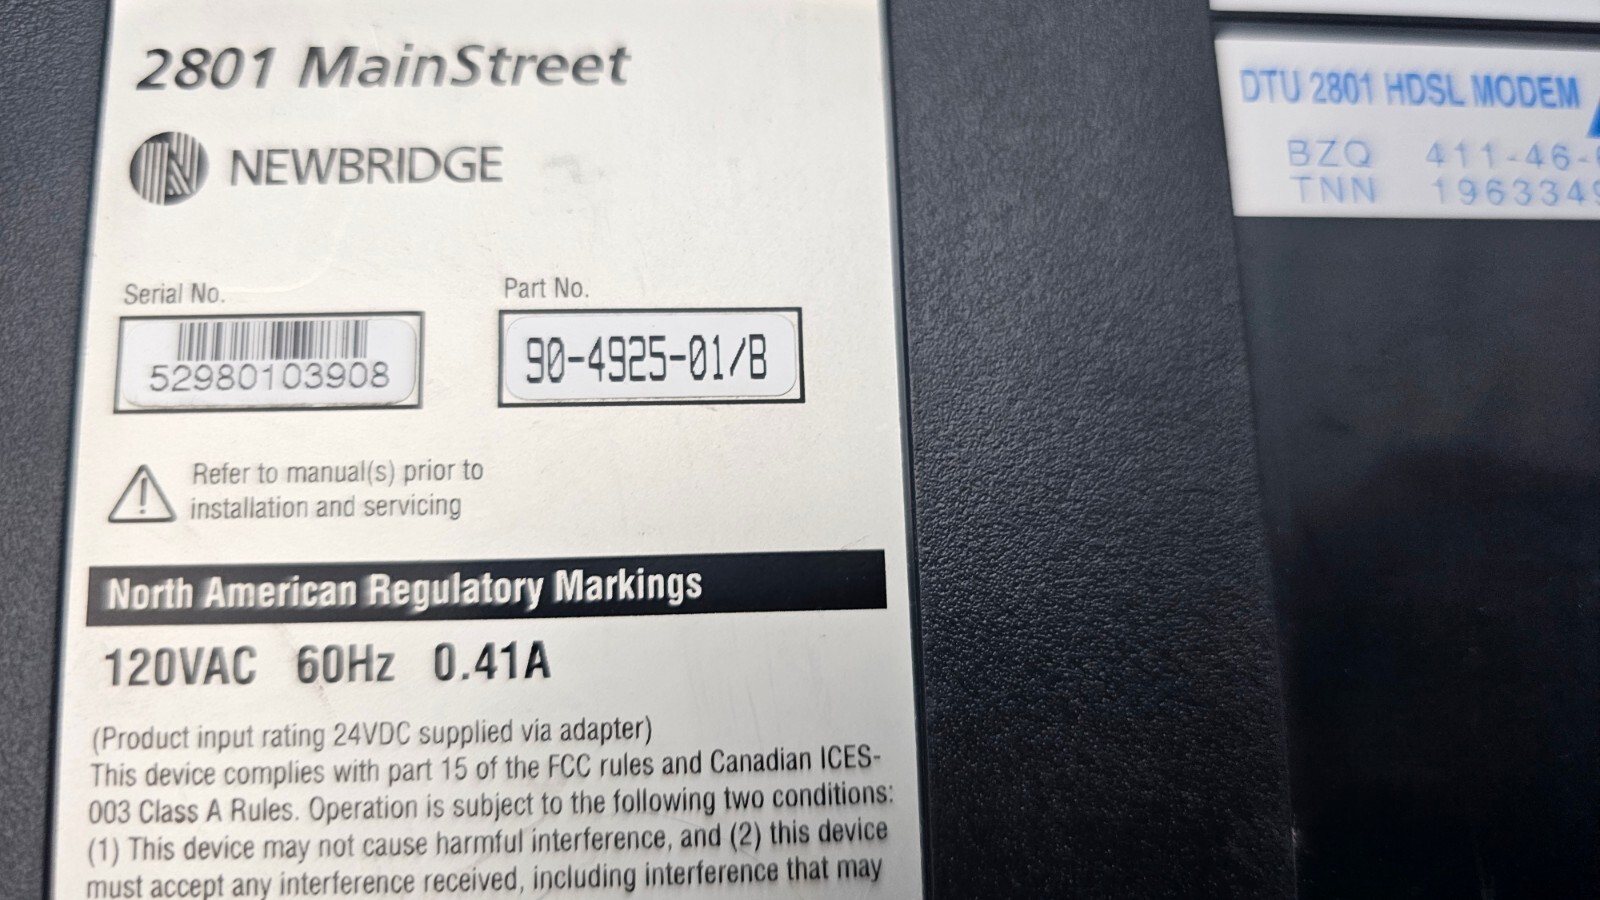 2801 MainStreet
NEWBRIDGE
Serial No.
52980103908
Part No.
90-4925-01/B
Refer to manual(s) prior to
installation and servicing
North American Regulatory Markings
120VAC 60Hz 0.41A
(Product input rating 24VDC supplied via adapter)
This device complies with part 15 of the FCC rules and Canadian ICES-
003 Class A Rules. Operation is subject to the following two conditions:
(1) This device may not cause harmful interference, and (2) this device
must accept any interference received, including interference that may
DTU 2801 HDSL MODEM
BZQ 411-46-
TNN 1963349